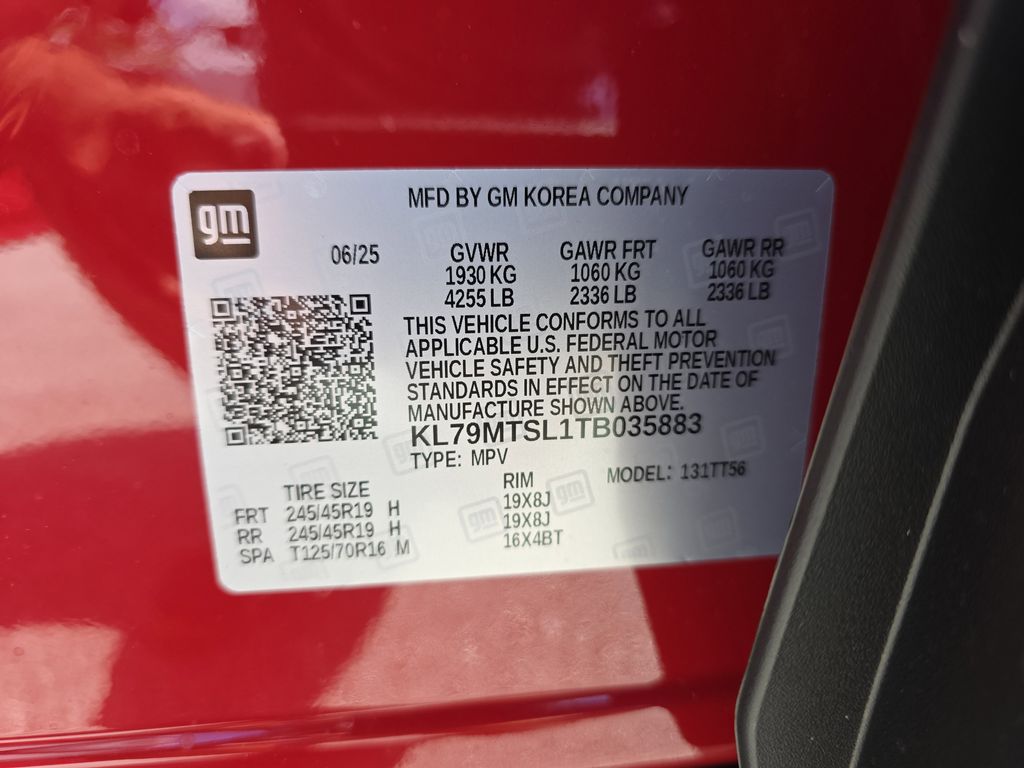 gm
MFD BY GM KOREA COMPANY
06/25 GVWR GAWR FRT GAWR RR
1930 KG 1060 KG 1060 KG
4255 LB 2336 LB 2336 LB
THIS VEHICLE CONFORMS TO ALL
APPLICABLE U.S. FEDERAL MOTOR
VEHICLE SAFETY AND THEFT PREVENTION
STANDARDS IN EFFECT ON THE DATE OF
MANUFACTURE SHOWN ABOVE.
KL79MTSL1TB035883
TYPE: MPV MODEL: 131TT56
TIRE SIZE RIM
FRT 245/45R19 H 19X8J
RR 245/45R19 H 19X8J
SPA T125/70R16 M 16X4BT